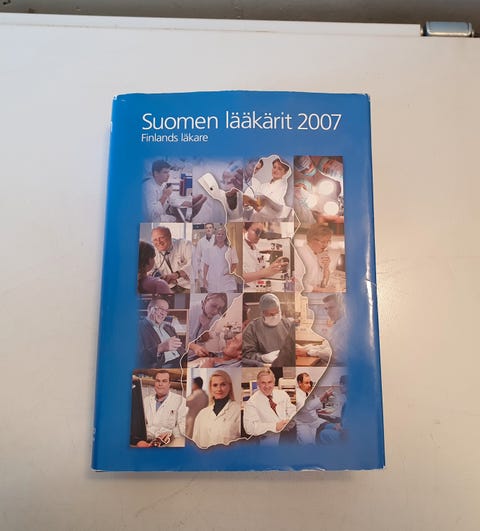 Suomen lääkärit 2007
Finlands läkare